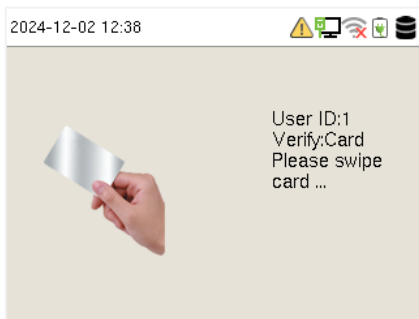 2024-12-02 12:38
User ID:1
Verify:Card
Please swipe
card ...